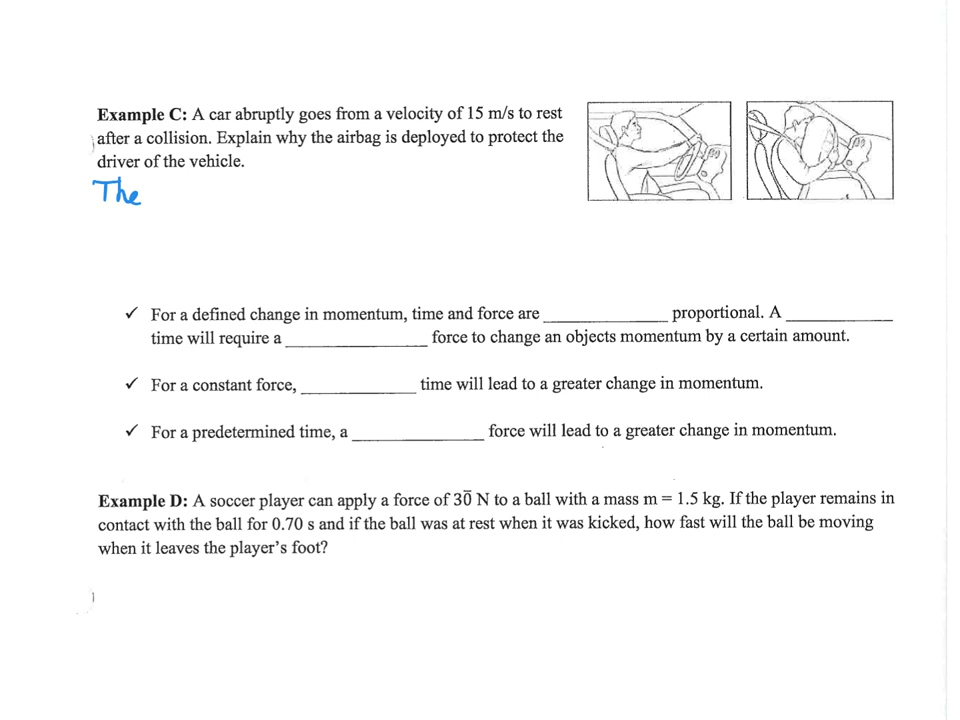 Example C: A car abruptly goes from a velocity of 15 m/s to rest
after a collision. Explain why the airbag is deployed to protect the
driver of the vehicle.
The
✓ For a defined change in momentum, time and force are ____________ proportional. A ____________
time will require a ______________ force to change an objects momentum by a certain amount.
✓ For a constant force, ____________ time will lead to a greater change in momentum.
✓ For a predetermined time, a ______________ force will lead to a greater change in momentum.
Example D: A soccer player can apply a force of 30̅ N to a ball with a mass m = 1.5 kg. If the player remains in
contact with the ball for 0.70 s and if the ball was at rest when it was kicked, how fast will the ball be moving
when it leaves the player's foot?